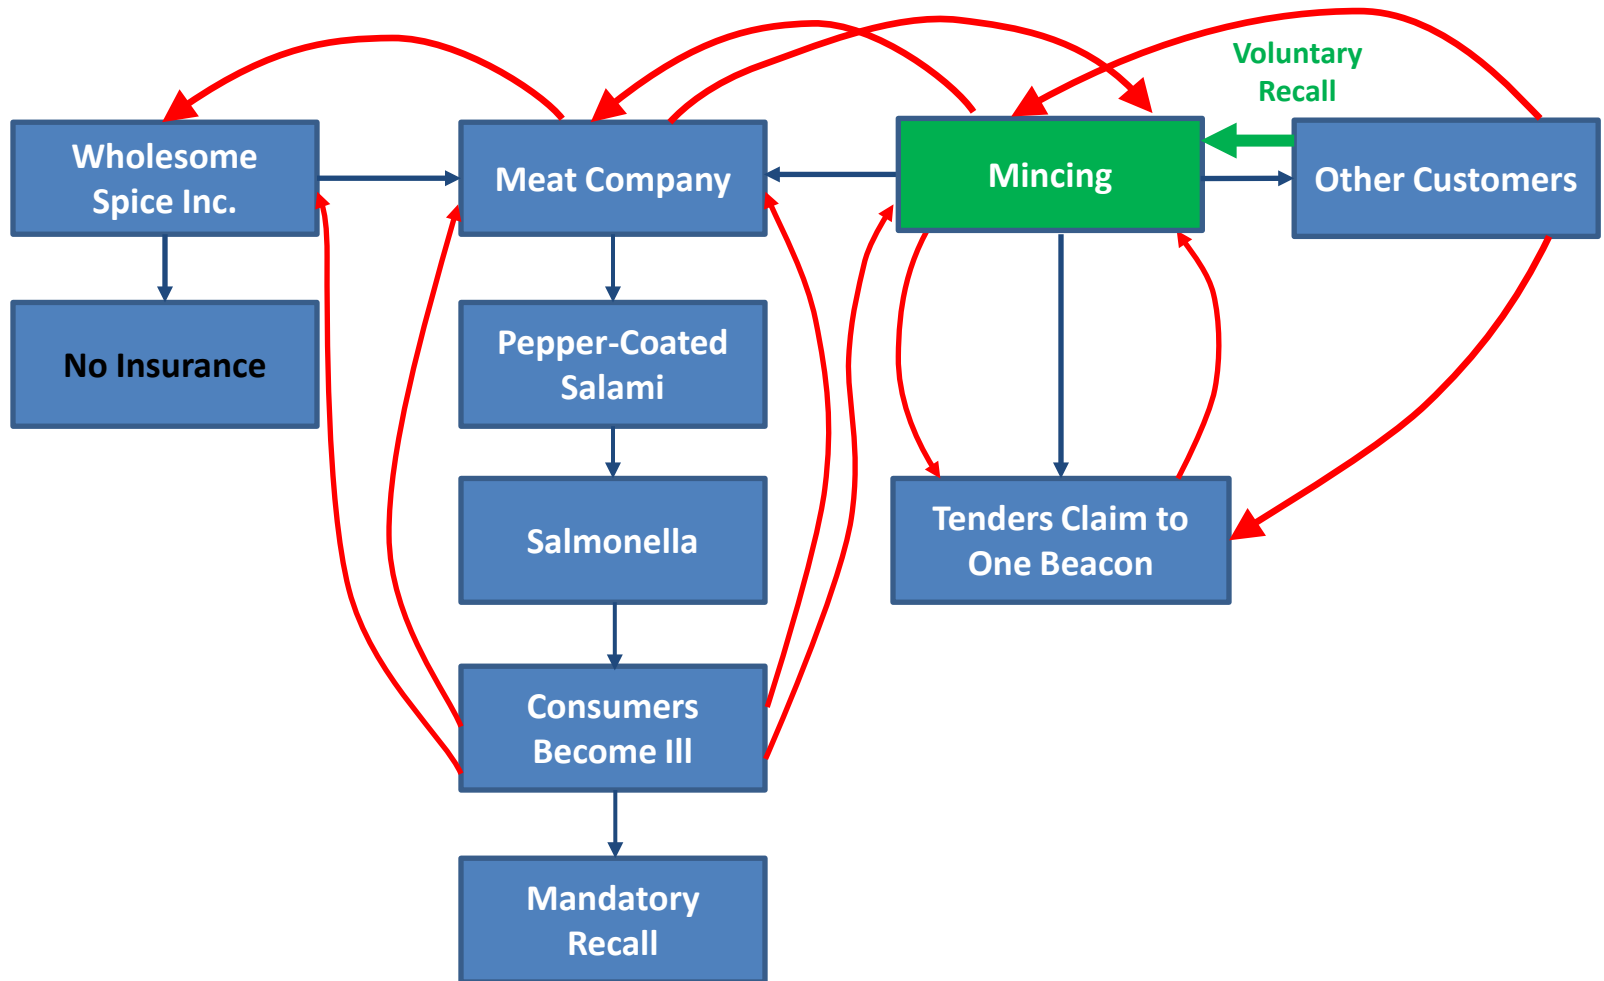 Voluntary
Recall
Wholesome
Spice Inc.
Meat Company
Mincing
Other Customers
No Insurance
Pepper-Coated
Salami
Salmonella
Tenders Claim to
One Beacon
Consumers
Become Ill
Mandatory
Recall